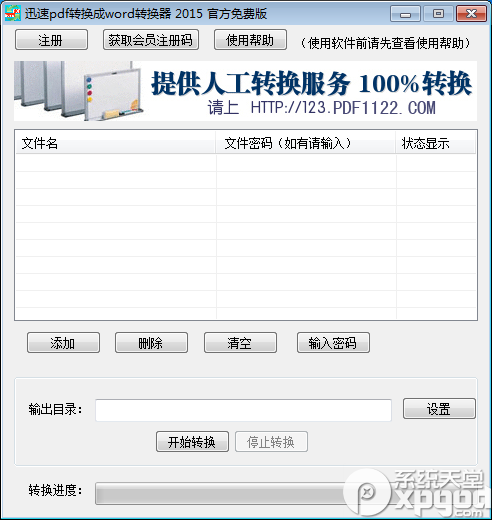 迅速pdf转换成word转换器 2015 官方免费版
注册 获取会员注册码 使用帮助 (使用软件前请先查看使用帮助)
提供人工转换服务 100%转换
请上 HTTP://123.PDF1122.COM
文件名 文件密码(如有请输入) 状态显示
添加 删除 清空 输入密码
输出目录: 设置
开始转换 停止转换
转换进度:
系统天堂